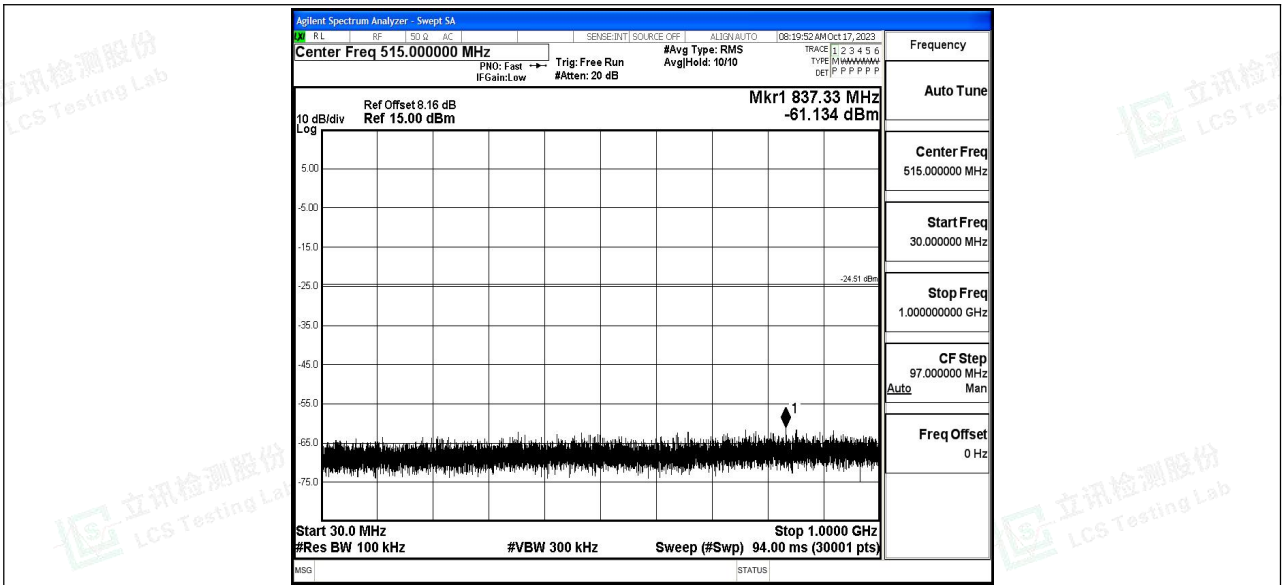 Agilent Spectrum Analyzer - Swept SA
RL RF 50 Ω AC SENSE:INT SOURCE OFF ALIGN AUTO 08:19:52 AM Oct 17, 2023
Center Freq 515.000000 MHz
PNO: Fast
IFGain:Low
Trig: Free Run
#Atten: 20 dB
#Avg Type: RMS
Avg|Hold: 10/10
TRACE 1 2 3 4 5 6
TYPE MWWWWW
DET P P P P P P
Ref Offset 8.16 dB
10 dB/div Ref 15.00 dBm
Log
Mkr1 837.33 MHz
-61.134 dBm
5.00
-5.00
-15.0
-24.51 dBm
-25.0
-35.0
-45.0
-55.0
1
-65.0
-75.0
Start 30.0 MHz Stop 1.0000 GHz
#Res BW 100 kHz #VBW 300 kHz Sweep (#Swp) 94.00 ms (30001 pts)
MSG STATUS
Frequency
Auto Tune
Center Freq
515.000000 MHz
Start Freq
30.000000 MHz
Stop Freq
1.000000000 GHz
CF Step
97.000000 MHz
Auto Man
Freq Offset
0 Hz
立讯检测股份
LCS Testing Lab
立讯检测股份
LCS Testing Lab
立讯检测股份
LCS Testing Lab